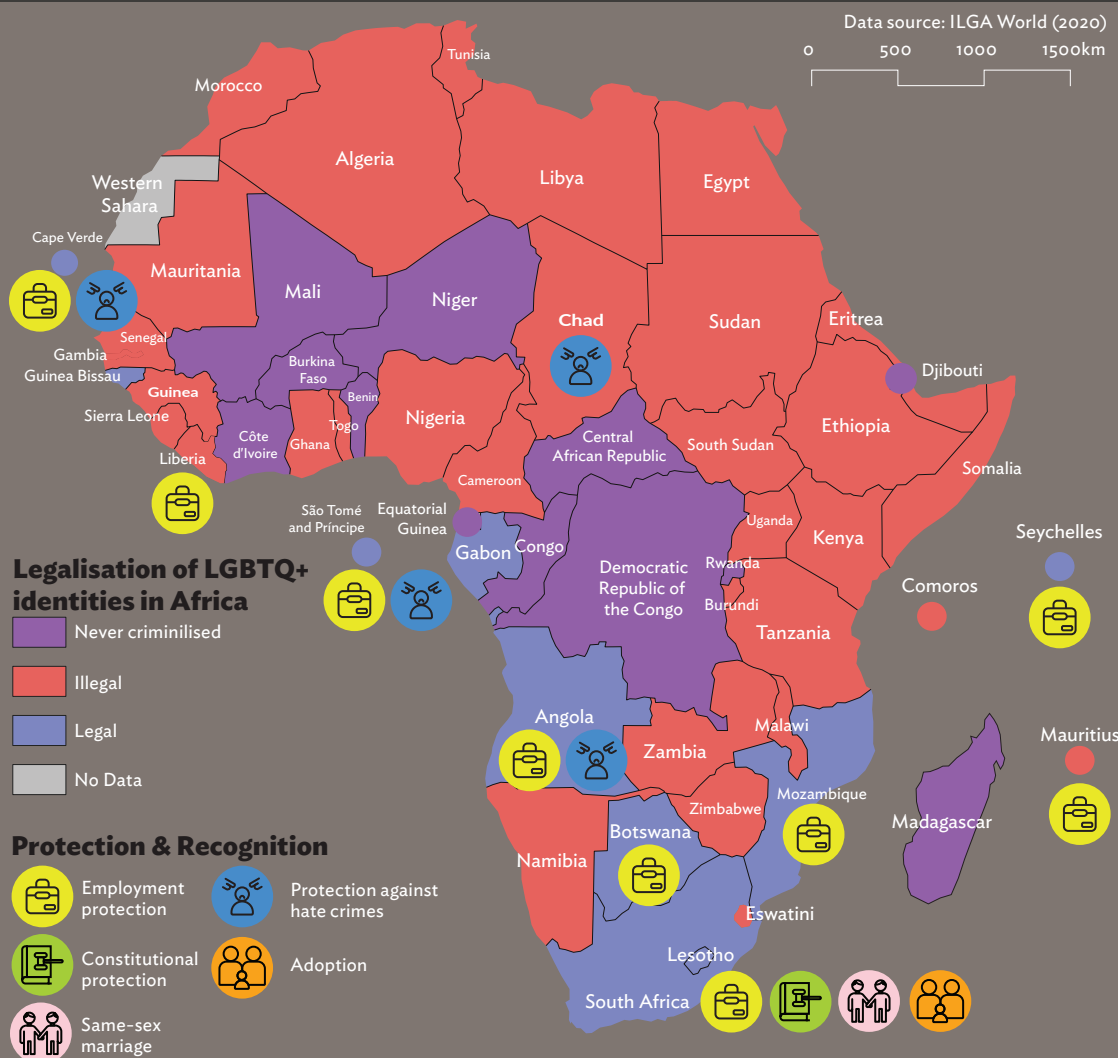 Data source: ILGA World (2020)
0 500 1000 1500km
Tunisia
Morocco
Algeria
Libya
Egypt
Western
Sahara
Cape Verde
Mauritania
Mali
Niger
Chad
Sudan
Eritrea
Senegal
Gambia
Guinea Bissau
Guinea
Sierra Leone
Liberia
Burkina
Faso
Benin
Togo
Ghana
Côte
d'Ivoire
Nigeria
Djibouti
Ethiopia
Central
African Republic
South Sudan
Somalia
Cameroon
São Tomé
and Príncipe
Equatorial
Guinea
Gabon
Congo
Democratic
Republic of
the Congo
Uganda
Kenya
Rwanda
Burundi
Tanzania
Seychelles
Comoros
Legalisation of LGBTQ+
identities in Africa
Never criminilised
Illegal
Legal
No Data
Angola
Zambia
Malawi
Mozambique
Zimbabwe
Botswana
Namibia
Madagascar
Mauritius
Eswatini
Lesotho
South Africa
Protection & Recognition
Employment
protection
Protection against
hate crimes
Constitutional
protection
Adoption
Same-sex
marriage